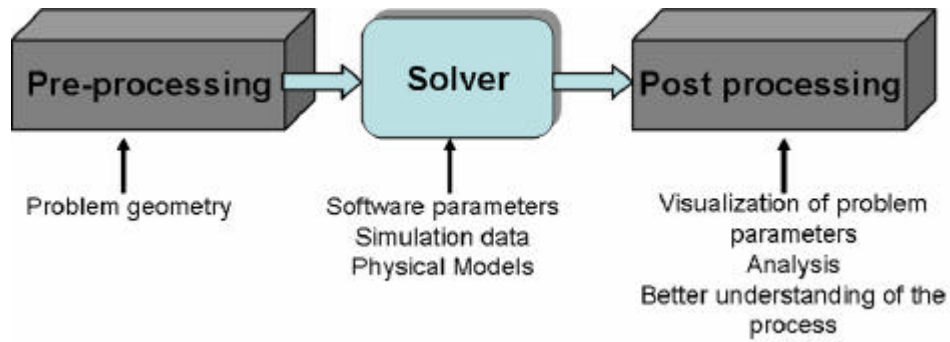 Pre-processing
Solver
Post processing
Problem geometry
Software parameters
Simulation data
Physical Models
Visualization of problem
parameters
Analysis
Better understanding of the
process